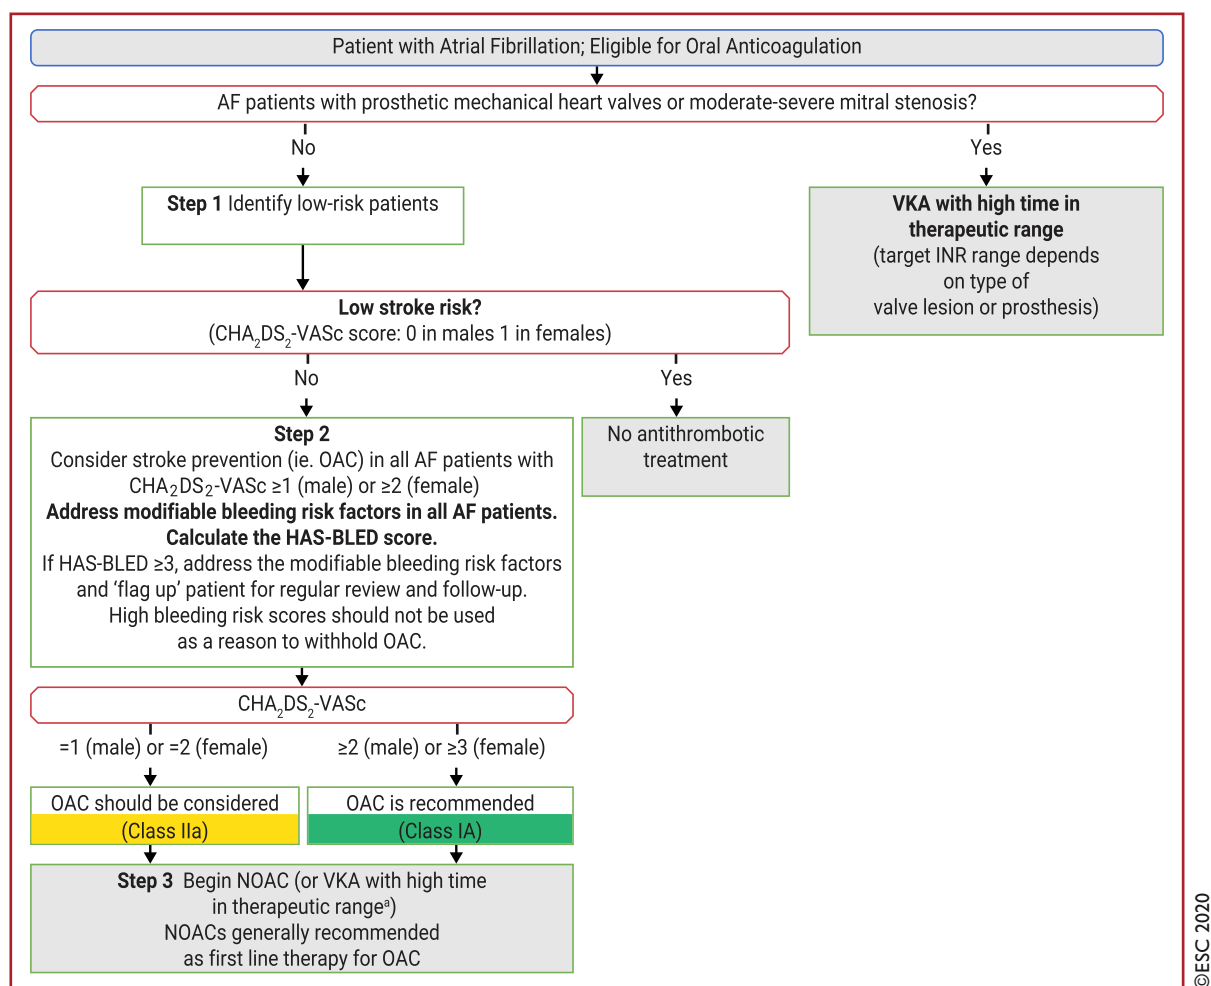 Patient with Atrial Fibrillation; Eligible for Oral Anticoagulation
AF patients with prosthetic mechanical heart valves or moderate-severe mitral stenosis?
No
Yes
Step 1 Identify low-risk patients
VKA with high time in
therapeutic range
(target INR range depends
on type of
valve lesion or prosthesis)
Low stroke risk?
(CHA₂DS₂-VASc score: 0 in males 1 in females)
No
Yes
Step 2
Consider stroke prevention (ie. OAC) in all AF patients with
CHA₂DS₂-VASc ≥1 (male) or ≥2 (female)
Address modifiable bleeding risk factors in all AF patients.
Calculate the HAS-BLED score.
If HAS-BLED ≥3, address the modifiable bleeding risk factors
and ‘flag up’ patient for regular review and follow-up.
High bleeding risk scores should not be used
as a reason to withhold OAC.
No antithrombotic
treatment
CHA₂DS₂-VASc
=1 (male) or =2 (female)
≥2 (male) or ≥3 (female)
OAC should be considered
(Class IIa)
OAC is recommended
(Class IA)
Step 3 Begin NOAC (or VKA with high time
in therapeutic rangeᵃ)
NOACs generally recommended
as first line therapy for OAC
©ESC 2020